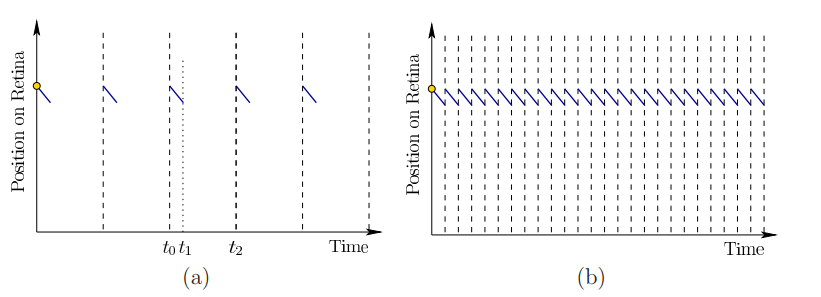 Position on Retina
t₀ t₁ t₂ Time
(a)
Position on Retina
Time
(b)